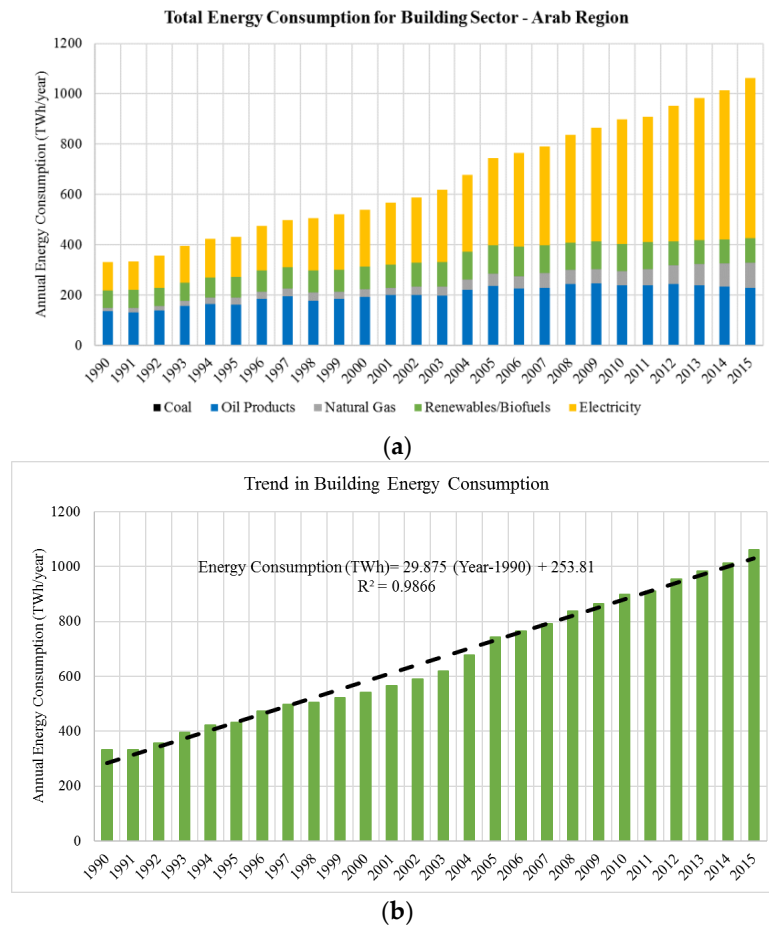 Total Energy Consumption for Building Sector - Arab Region
Annual Energy Consumption (TWh/year)
1200
1000
800
600
400
200
0
1990 1991 1992 1993 1994 1995 1996 1997 1998 1999 2000 2001 2002 2003 2004 2005 2006 2007 2008 2009 2010 2011 2012 2013 2014 2015
Coal Oil Products Natural Gas Renewables/Biofuels Electricity
(a)
Trend in Building Energy Consumption
Annual Energy Consumption (TWh/year)
1200
1000
800
600
400
200
0
Energy Consumption (TWh)= 29.875 (Year-1990) + 253.81
R² = 0.9866
1990 1991 1992 1993 1994 1995 1996 1997 1998 1999 2000 2001 2002 2003 2004 2005 2006 2007 2008 2009 2010 2011 2012 2013 2014 2015
(b)